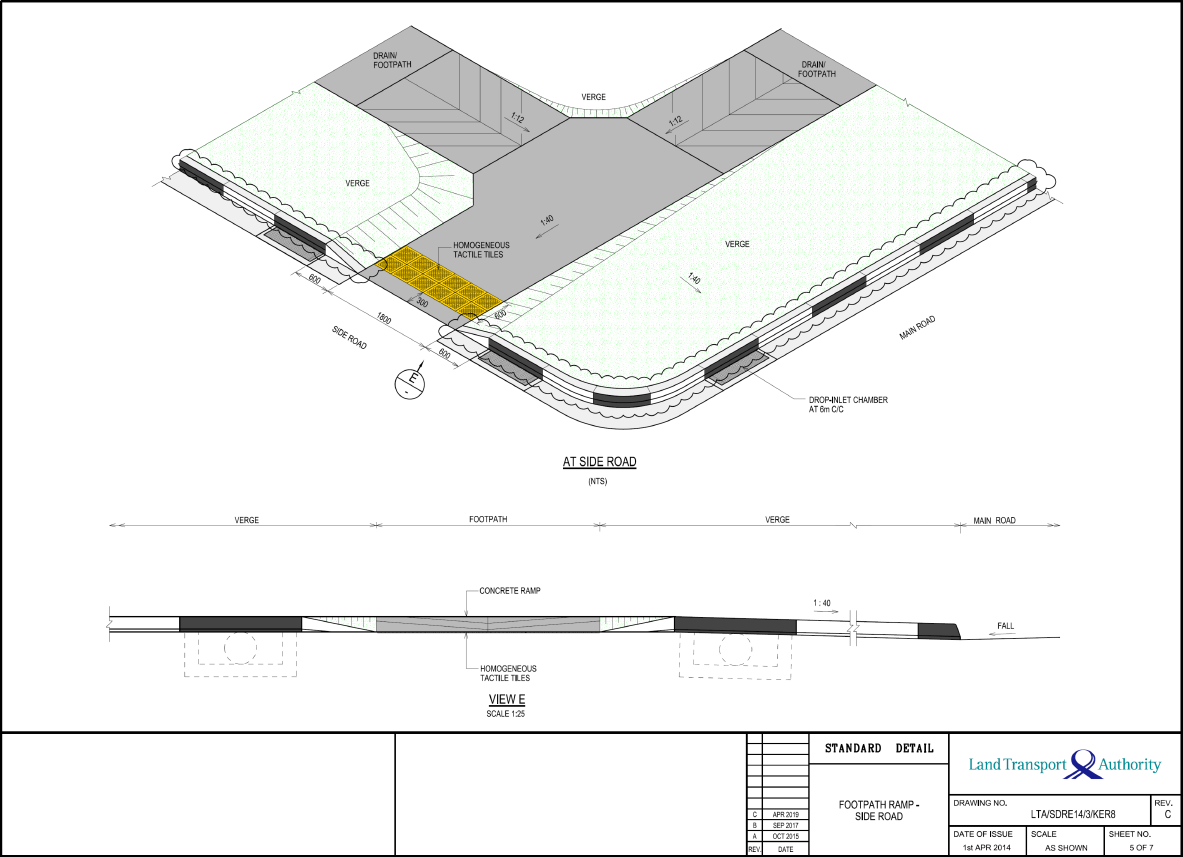 DRAIN/
FOOTPATH
VERGE
DRAIN/
FOOTPATH
1:12
1:12
VERGE
1:40
HOMOGENEOUS
TACTILE TILES
VERGE
1:40
600
300
600
1800
SIDE ROAD
600
E
-
MAIN ROAD
DROP-INLET CHAMBER
AT 6m C/C
AT SIDE ROAD
(NTS)
VERGE
FOOTPATH
VERGE
MAIN ROAD
CONCRETE RAMP
1 : 40
FALL
HOMOGENEOUS
TACTILE TILES
VIEW E
SCALE 1:25
C APR 2019
B SEP 2017
A OCT 2015
REV. DATE
STANDARD DETAIL
FOOTPATH RAMP -
SIDE ROAD
Land Transport Authority
DRAWING NO.
LTA/SDRE14/3/KER8
REV.
C
DATE OF ISSUE
1st APR 2014
SCALE
AS SHOWN
SHEET NO.
5 OF 7